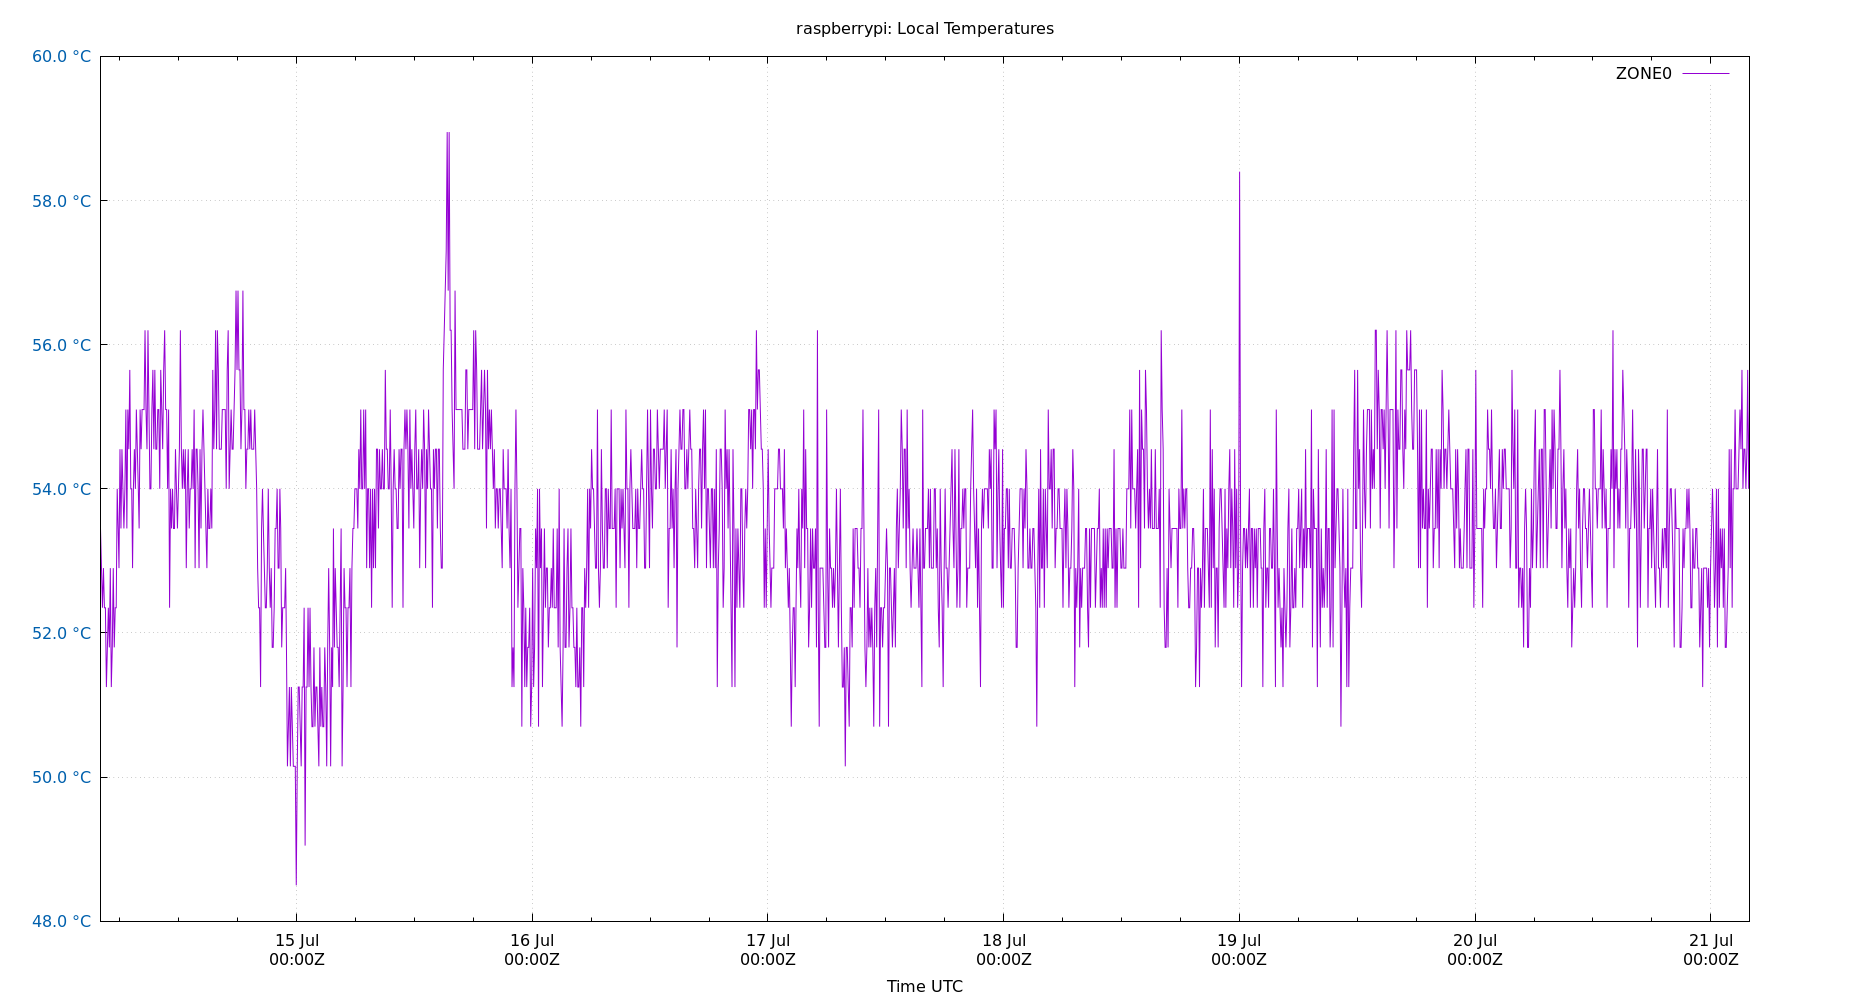 raspberrypi: Local Temperatures
60.0 °C
ZONE0
58.0 °C
56.0 °C
54.0 °C
52.0 °C
50.0 °C
48.0 °C
15 Jul
00:00Z
16 Jul
00:00Z
17 Jul
00:00Z
18 Jul
00:00Z
19 Jul
00:00Z
20 Jul
00:00Z
21 Jul
00:00Z
Time UTC